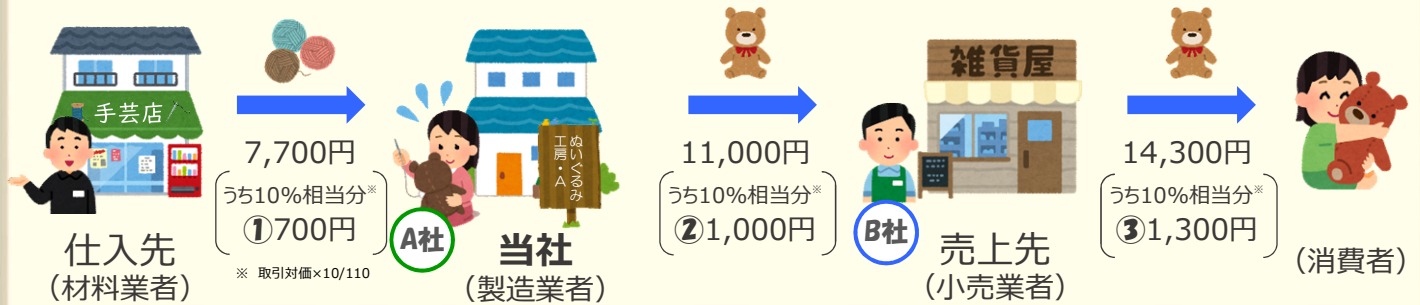 手芸店
7,700円
うち10%相当分※
①700円
※ 取引対価×10/110
仕入先
（材料業者）
A社
ぬいぐるみ
工房・A
当社
（製造業者）
11,000円
うち10%相当分※
②1,000円
雑貨屋
B社
売上先
（小売業者）
14,300円
うち10%相当分※
③1,300円
（消費者）